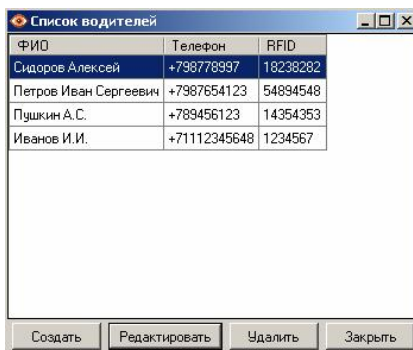 Список водителей
ФИО Телефон RFID
Сидоров Алексей +798778997 18238282
Петров Иван Сергеевич +7987654123 54894548
Пушкин А.С. +789456123 14354353
Иванов И.И. +71112345648 1234567
Создать Редактировать Удалить Закрыть